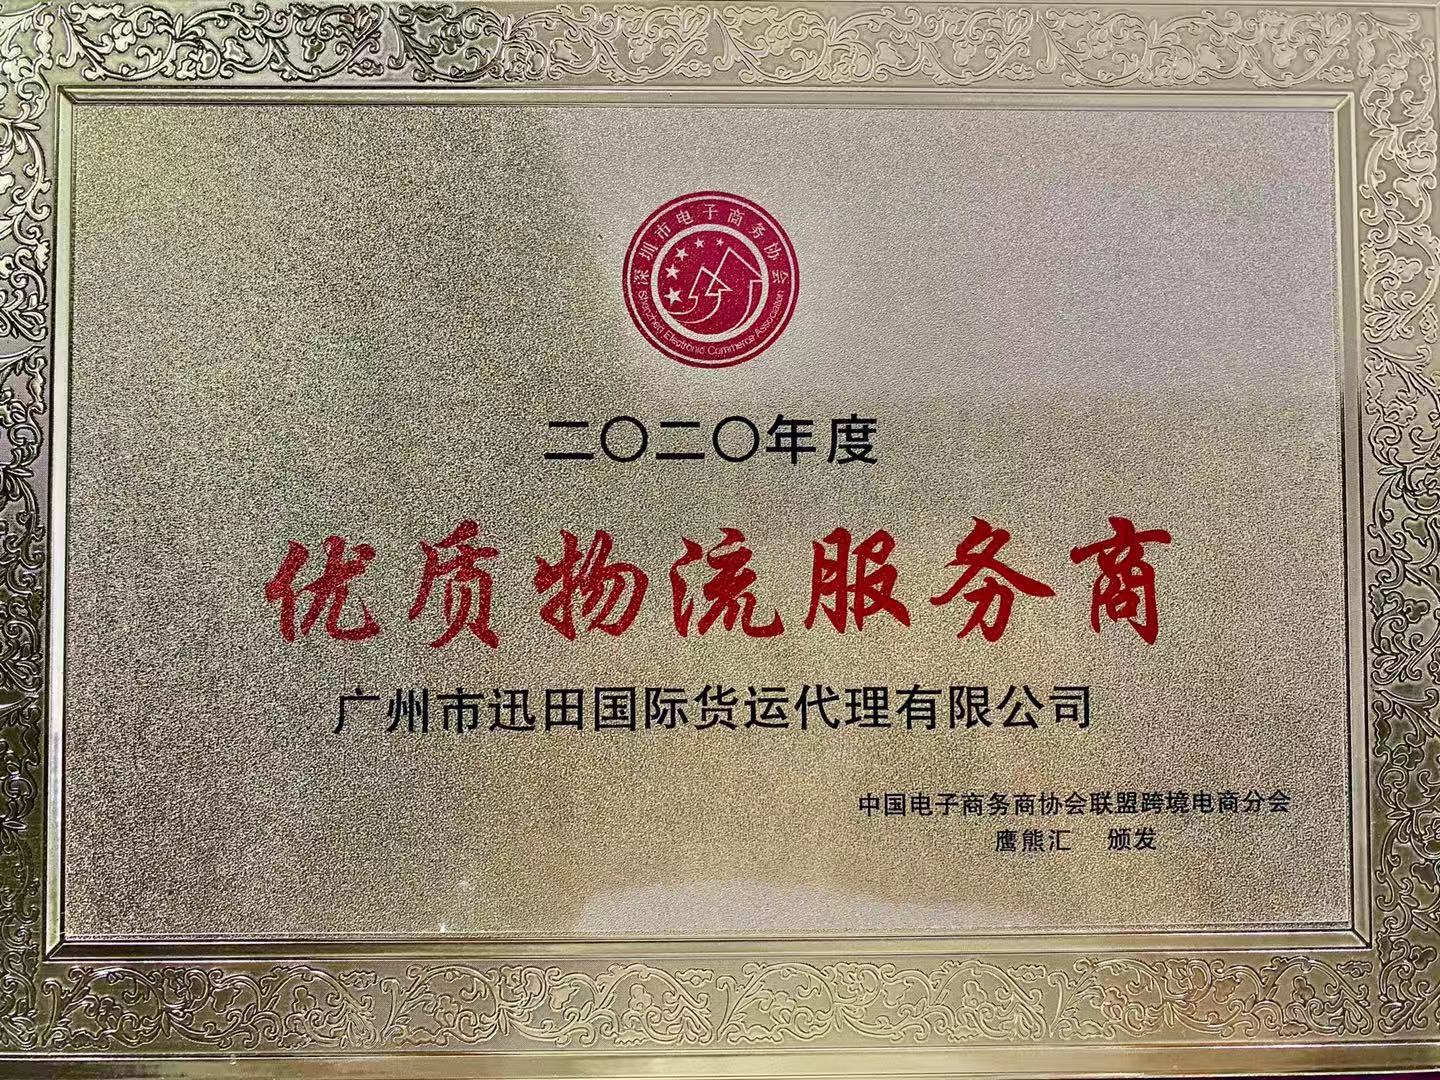 深圳市电子商务协会
Shenzhen Electronic Commerce Association
二〇二〇年度
优质物流服务商
广州市迅田国际货运代理有限公司
中国电子商务商协会联盟跨境电商分会
鹰熊汇 颁发